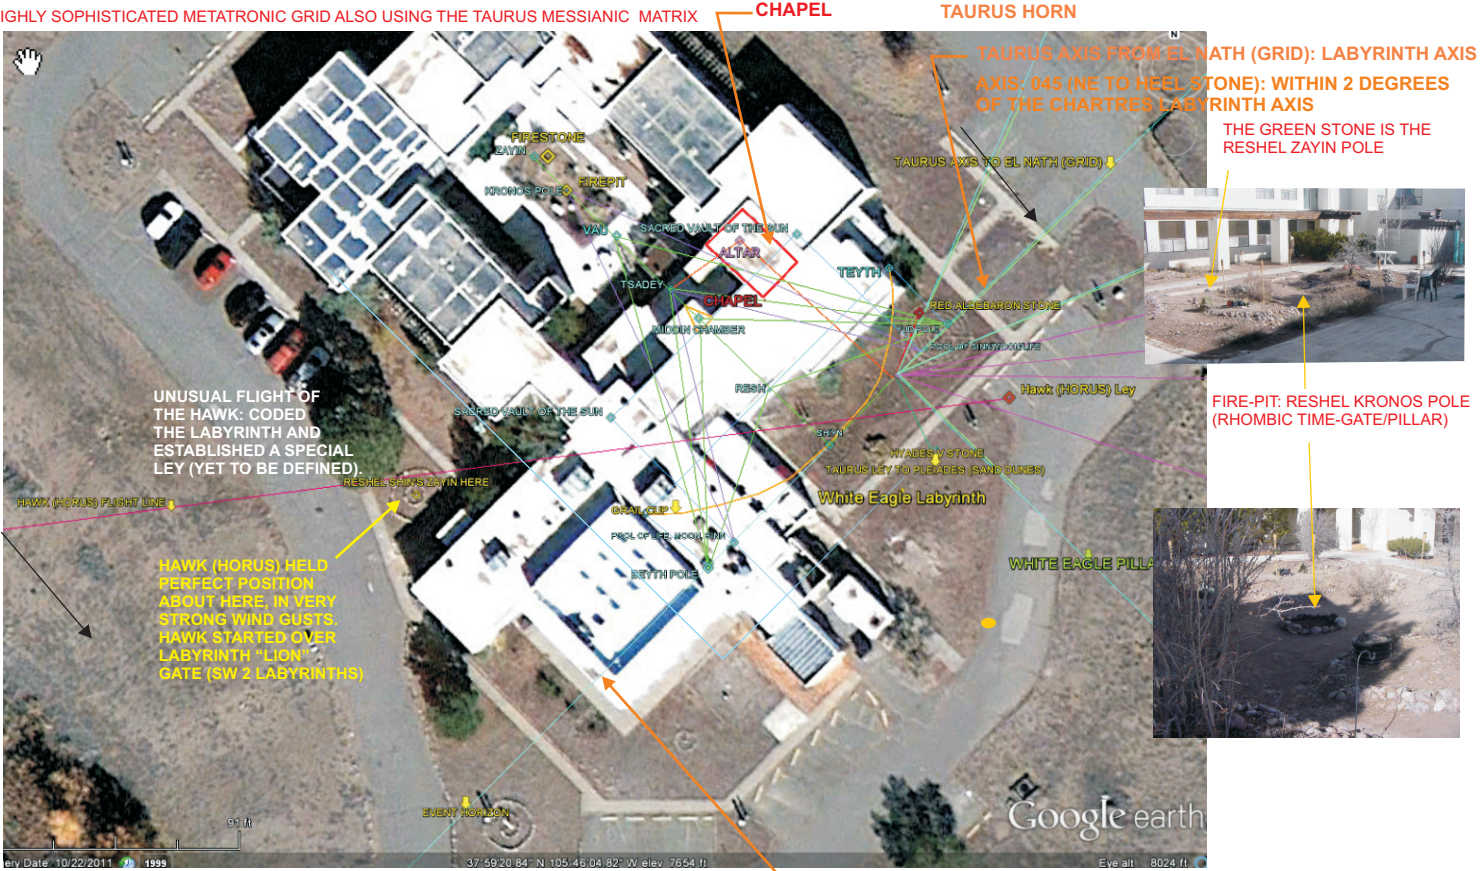 IGHLY SOPHISTICATED METATRONIC GRID ALSO USING THE TAURUS MESSIANIC  MATRIX
CHAPEL
TAURUS HORN
N
TAURUS AXIS FROM EL NATH (GRID): LABYRINTH AXIS
AXIS: 045 (NE TO HEEL STONE): WITHIN 2 DEGREES
OF THE CHARTRES LABYRINTH AXIS
THE GREEN STONE IS THE
RESHEL ZAYIN POLE
FIRESTONE
ZAYIN
TAURUS AXIS TO EL NATH (GRID)
KRONOS POLE
FIREPIT
VAU
SACRED VAULT OF THE SUN
ALTAR
TEYTH
TSADEY
CHAPEL
RED ALDEBARON STONE
MIDDIN CHAMBER
YUD POLE
RESH
Hawk (HORUS) Ley
UNUSUAL FLIGHT OF
THE HAWK: CODED
THE LABYRINTH AND
ESTABLISHED A SPECIAL
LEY (YET TO BE DEFINED).
FIRE-PIT: RESHEL KRONOS POLE
(RHOMBIC TIME-GATE/PILLAR)
SACRED VAULT OF THE SUN
SHIYN
HYADES V STONE
TAURUS LEY TO PLEIADES (SAND DUNES)
RESHEL SHIN'S ZAYIN HERE
HAWK (HORUS) FLIGHT LINE
White Eagle Labyrinth
GRAIL CUP
POOL OF LIFE, MOON, SINN
BEYTH POLE
WHITE EAGLE PILLA
HAWK (HORUS) HELD
PERFECT POSITION
ABOUT HERE, IN VERY
STRONG WIND GUSTS.
HAWK STARTED OVER
LABYRINTH “LION”
GATE (SW 2 LABYRINTHS)
EVENT HORIZON
Google earth
91 ft
ery Date  10/22/2011  1999
37 59'20.84" N  105 46'04.82" W  elev  7654 ft
Eye alt  8024 ft